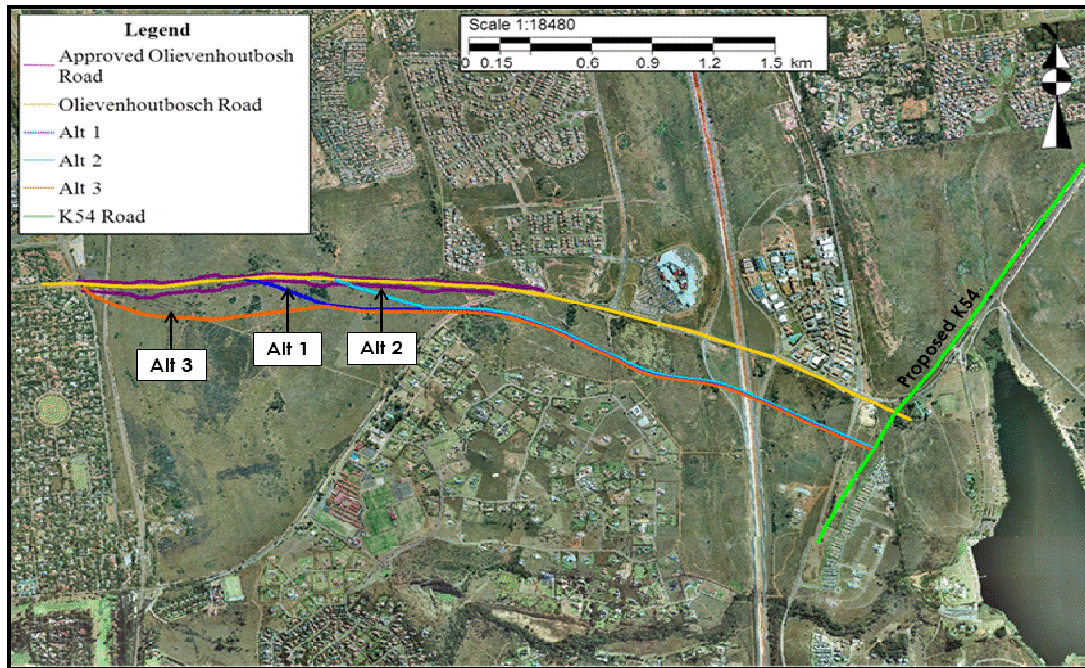 Legend
Approved Olievenhoutbosh
Road
Olievenhoutbosch Road
Alt 1
Alt 2
Alt 3
K54 Road
Scale 1:18480
0 0.15 0.6 0.9 1.2 1.5 km
N
Alt 3
Alt 1
Alt 2
Proposed K54